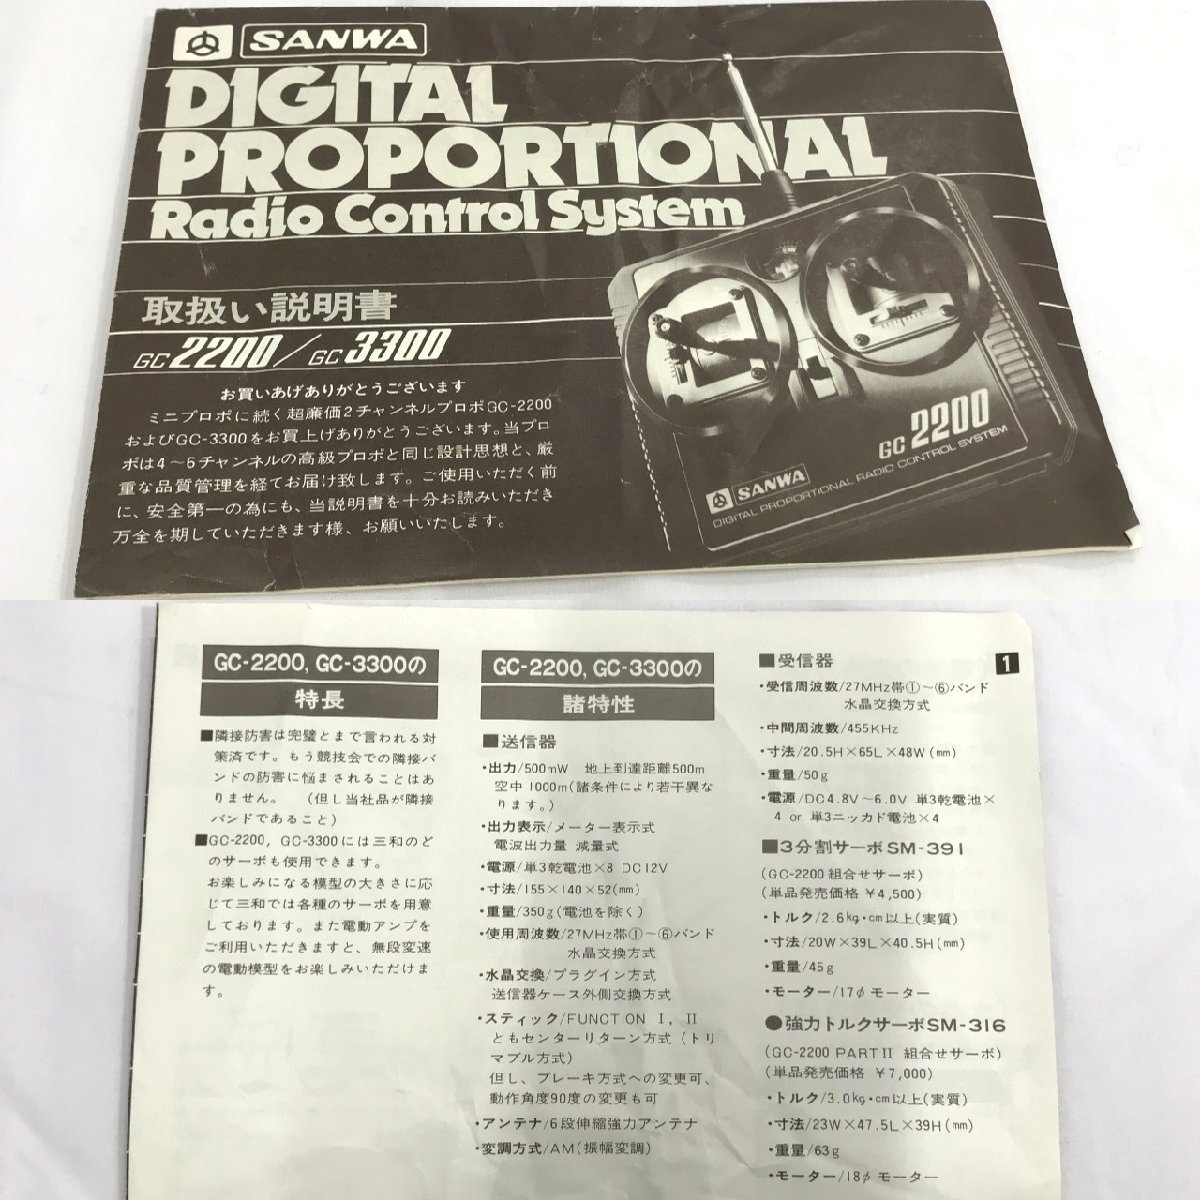 SANWA
DIGITAL
PROPORTIONAL
Radio Control System
取扱い説明書
GC 2200/GC 3300
お買いあげありがとうございます
ミニプロポに続く超廉価2チャンネルプロポGC-2200
およびGC-3300をお買上げありがとうございます。当プロ
ポは4〜6チャンネルの高級プロポと同じ設計思想と、厳
重な品質管理を経てお届け致します。ご使用いただく前
に、安全第一の為にも、当説明書を十分お読みいただき
万全を期していただきます様、お願いいたします。
GC 2200
SANWA
DIGITAL PROPORTIONAL RADIO CONTROL SYSTEM
GC-2200, GC-3300の
特長
■隣接防害は完璧とまで言われる対
策済です。もう競技会での隣接バ
ンドの防害に悩まされることはあ
りません。（但し当社品が隣接
バンドであること）
■GC-2200, GC-3300には三和のど
のサーボも使用できます。
お楽しみになる模型の大きさに応
じて三和では各種のサーボを用意
しております。また電動アンプを
ご利用いただきますと、無段変速
の電動模型をお楽しみいただけま
す。
GC-2200, GC-3300の
諸特性
■送信器
・出力/500mW 地上到達距離500m
空中1000m(諸条件により若干異な
ります。)
・出力表示/メーター表示式
電波出力量 減量式
・電源/単3乾電池×8 DC12V
・寸法/155×140×52(mm)
・重量/350g(電池を除く)
・使用周波数/27MHz帯①〜⑥バンド
水晶交換方式
・水晶交換/プラグイン方式
送信器ケース外側交換方式
・スティック/FUNCTION I, II
ともセンターリターン方式(トリ
マブル方式)
但し、ブレーキ方式への変更可、
動作角度90度の変更も可
・アンテナ/6段伸縮強力アンテナ
・変調方式/AM(振幅変調)
1
■受信器
・受信周波数/27MHz帯①〜⑥バンド
水晶交換方式
・中間周波数/455KHz
・寸法/20.5H×65L×48W(mm)
・重量/50g
・電源/DC4.8V〜6.0V 単3乾電池×
4 or 単3ニッカド電池×4
■3分割サーボSM-391
(GC-2200 組合せサーボ)
(単品発売価格 ¥4,500)
・トルク/2.6kg・cm以上(実質)
・寸法/20W×39L×40.5H(mm)
・重量/45g
・モーター/17φモーター
●強力トルクサーボSM-316
(GC-2200 PARTII 組合せサーボ)
(単品発売価格 ¥7,000)
・トルク/3.0kg・cm以上(実質)
・寸法/23W×47.5L×39H(mm)
・重量/63g
・モーター/18φモーター